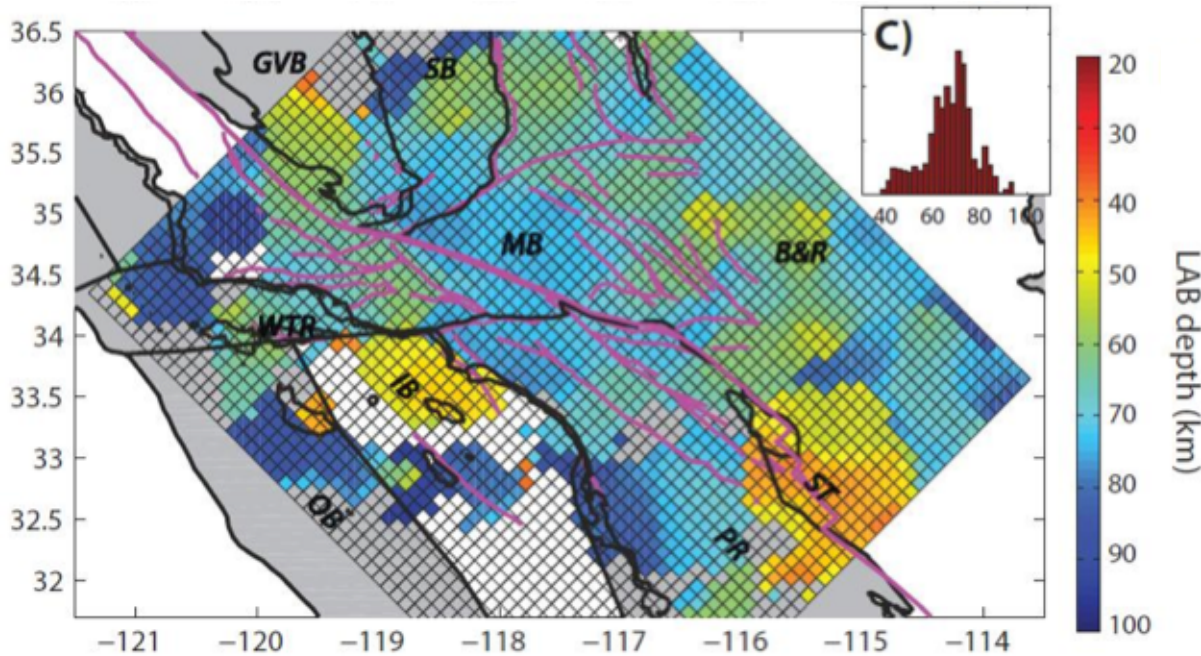 C)
40 60 80 100
36.5
36
35.5
35
34.5
34
33.5
33
32.5
32
GVB
SB
MB
B&R
WTR
IB
OB
PR
ST
−121 −120 −119 −118 −117 −116 −115 −114
20
30
40
50
60
70
80
90
100
LAB depth (km)